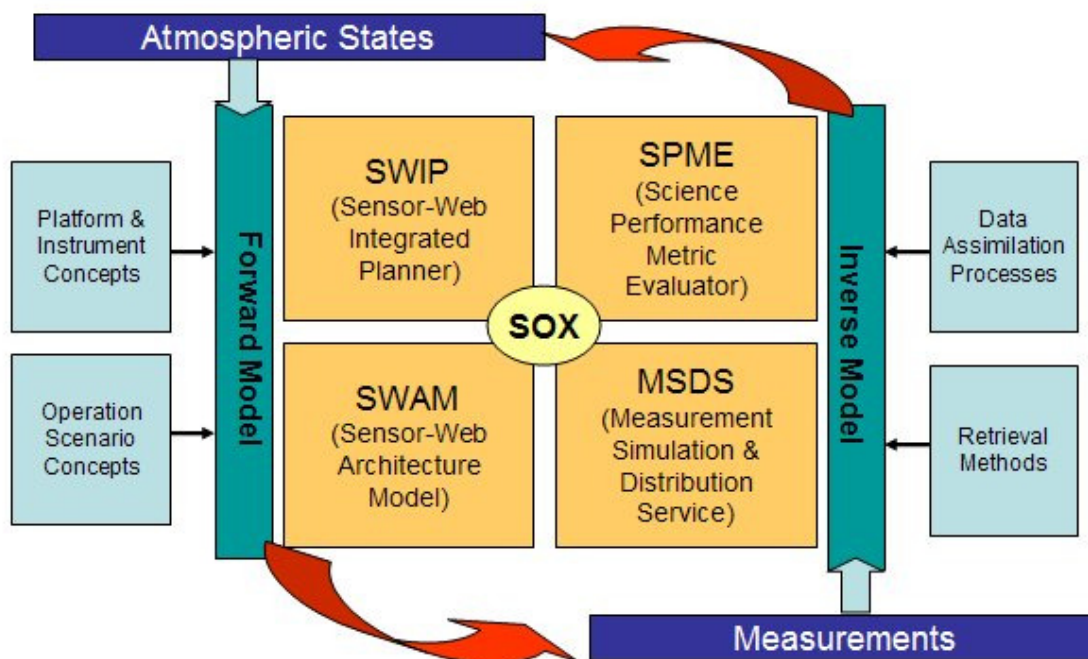 Atmospheric States
Platform &
Instrument
Concepts
Operation
Scenario
Concepts
Forward Model
SWIP
(Sensor-Web
Integrated
Planner)
SPME
(Science
Performance
Metric
Evaluator)
SOX
SWAM
(Sensor-Web
Architecture
Model)
MSDS
(Measurement
Simulation &
Distribution
Service)
Inverse Model
Data
Assimilation
Processes
Retrieval
Methods
Measurements